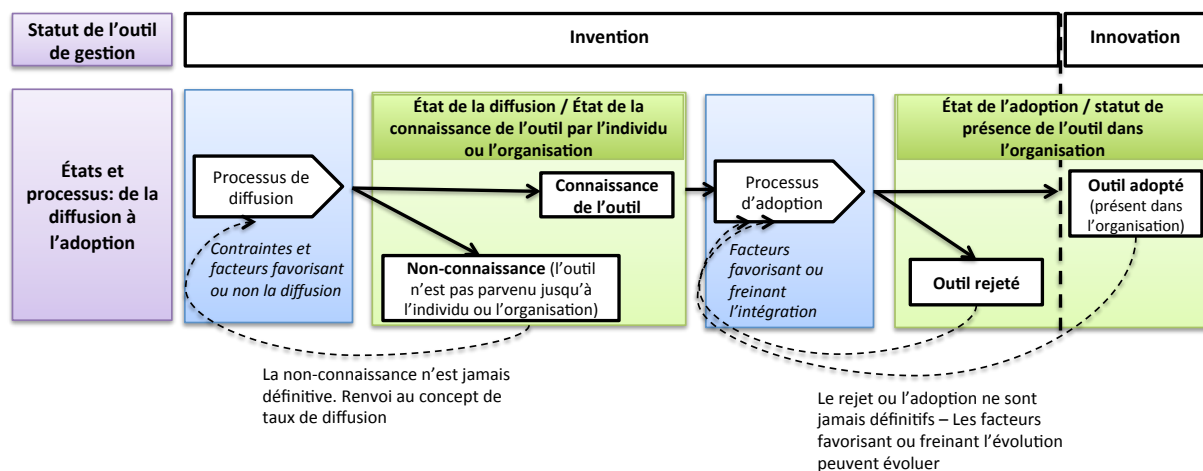 Statut de l'outil
de gestion
Invention
Innovation
États et
processus: de la
diffusion à
l'adoption
Processus de
diffusion
Contraintes et
facteurs favorisant
ou non la diffusion
État de la diffusion / État de la
connaissance de l'outil par l'individu
ou l'organisation
Connaissance
de l'outil
Non-connaissance (l'outil
n'est pas parvenu jusqu'à
l'individu ou l'organisation)
La non-connaissance n'est jamais
définitive. Renvoi au concept de
taux de diffusion
Processus
d'adoption
Facteurs
favorisant ou
freinant
l'intégration
État de l'adoption / statut de
présence de l'outil dans
l'organisation
Outil adopté
(présent dans
l'organisation)
Outil rejeté
Le rejet ou l'adoption ne sont
jamais définitifs – Les facteurs
favorisant ou freinant l'évolution
peuvent évoluer